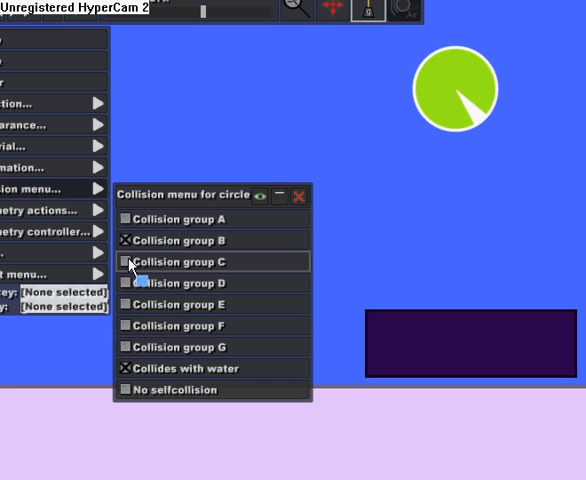 Unregistered HyperCam 2
Air
tion...
arance...
rial...
mation...
ion menu...
etry actions...
etry controller...
t menu...
key: [None selected]
y: [None selected]
Collision menu for circle
Collision group A
Collision group B
Collision group C
Collision group D
Collision group E
Collision group F
Collision group G
Collides with water
No selfcollision